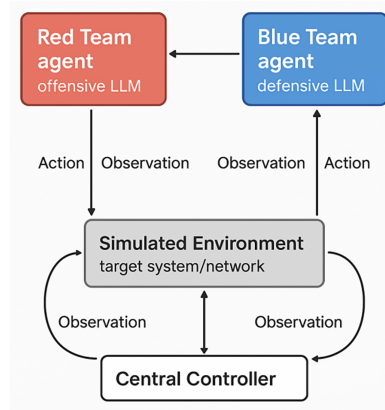 Red Team
agent
offensive LLM
Blue Team
agent
defensive LLM
Action
Observation
Observation
Action
Simulated Environment
target system/network
Observation
Observation
Central Controller